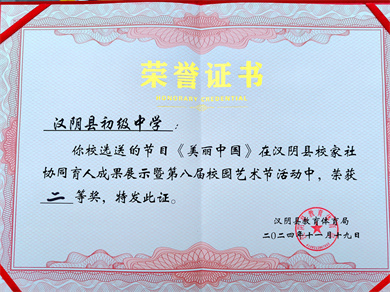 荣誉证书
HONORARY CREDENTIAL
汉阴县初级中学：
你校选送的节目《美丽中国》在汉阴县校家社
协同育人成果展示暨第八届校园艺术节活动中，荣获
二等奖，特发此证。
汉阴县教育体育局
二〇二四年十一月十九日